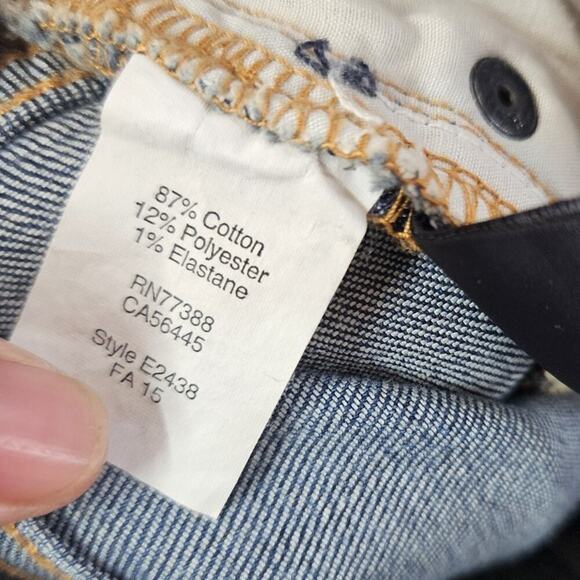 87% Cotton
12% Polyester
1% Elastane
RN77388
CA56445
Style E2438
FA 15